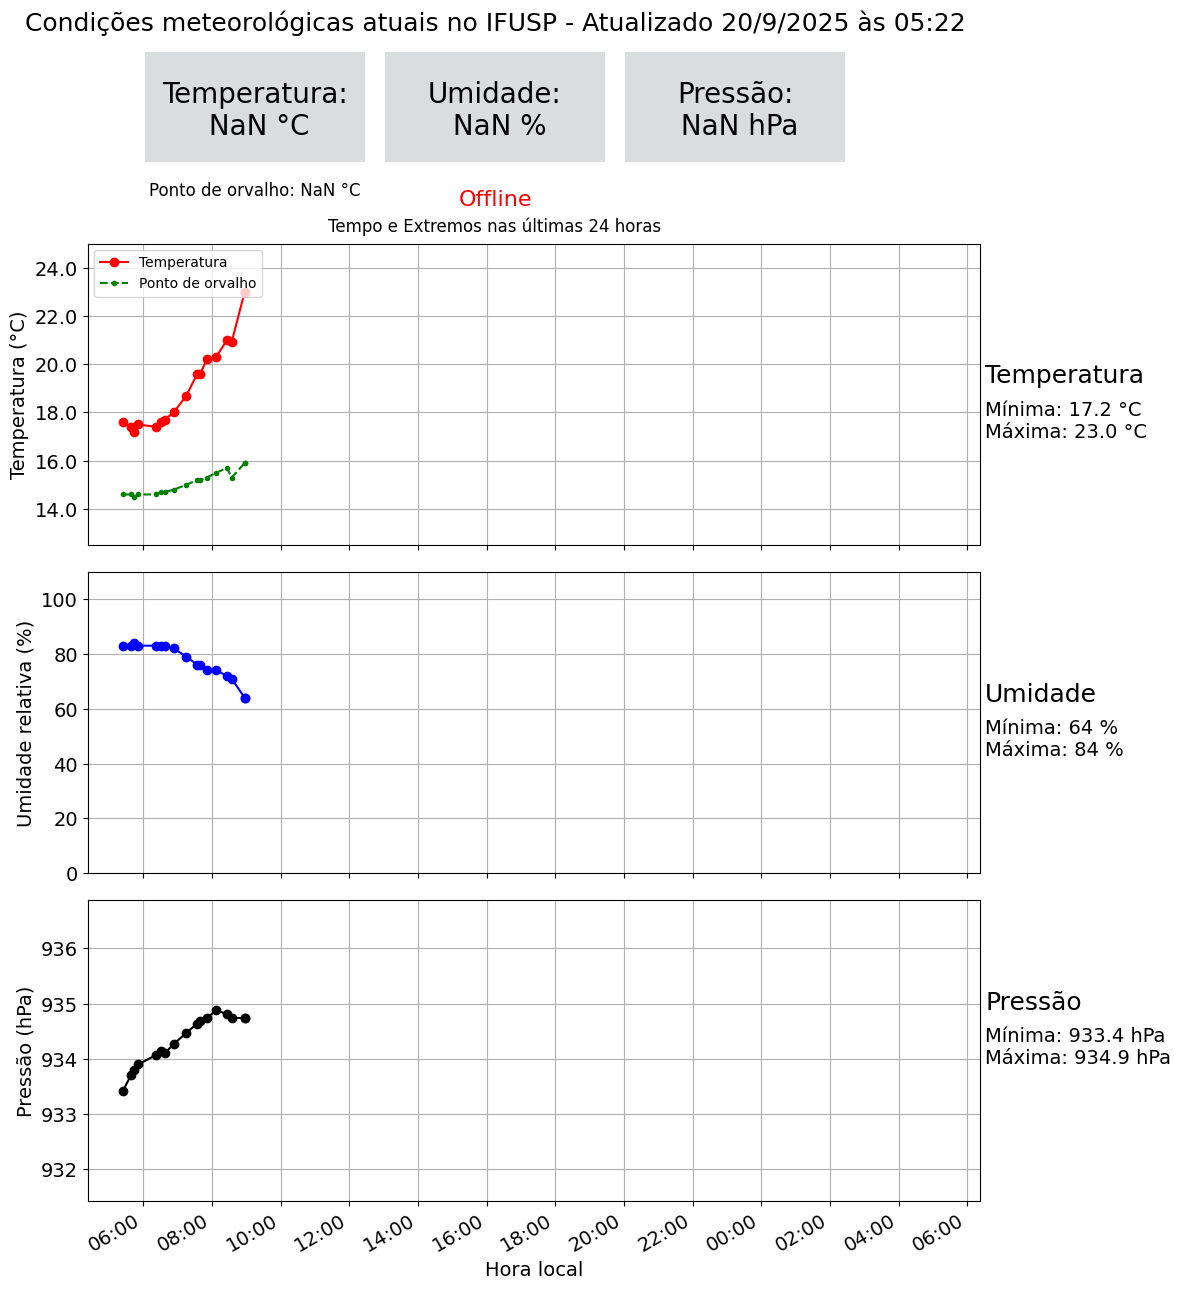 Condições meteorológicas atuais no IFUSP - Atualizado 20/9/2025 às 05:22
Temperatura:
NaN °C
Umidade:
NaN %
Pressão:
NaN hPa
Ponto de orvalho: NaN °C
Offline
Tempo e Extremos nas últimas 24 horas
Temperatura
Ponto de orvalho
Temperatura (°C)
24.0
22.0
20.0
18.0
16.0
14.0
Temperatura
Mínima: 17.2 °C
Máxima: 23.0 °C
Umidade relativa (%)
100
80
60
40
20
0
Umidade
Mínima: 64 %
Máxima: 84 %
Pressão (hPa)
936
935
934
933
932
Pressão
Mínima: 933.4 hPa
Máxima: 934.9 hPa
06:00 08:00 10:00 12:00 14:00 16:00 18:00 20:00 22:00 00:00 02:00 04:00 06:00
Hora local